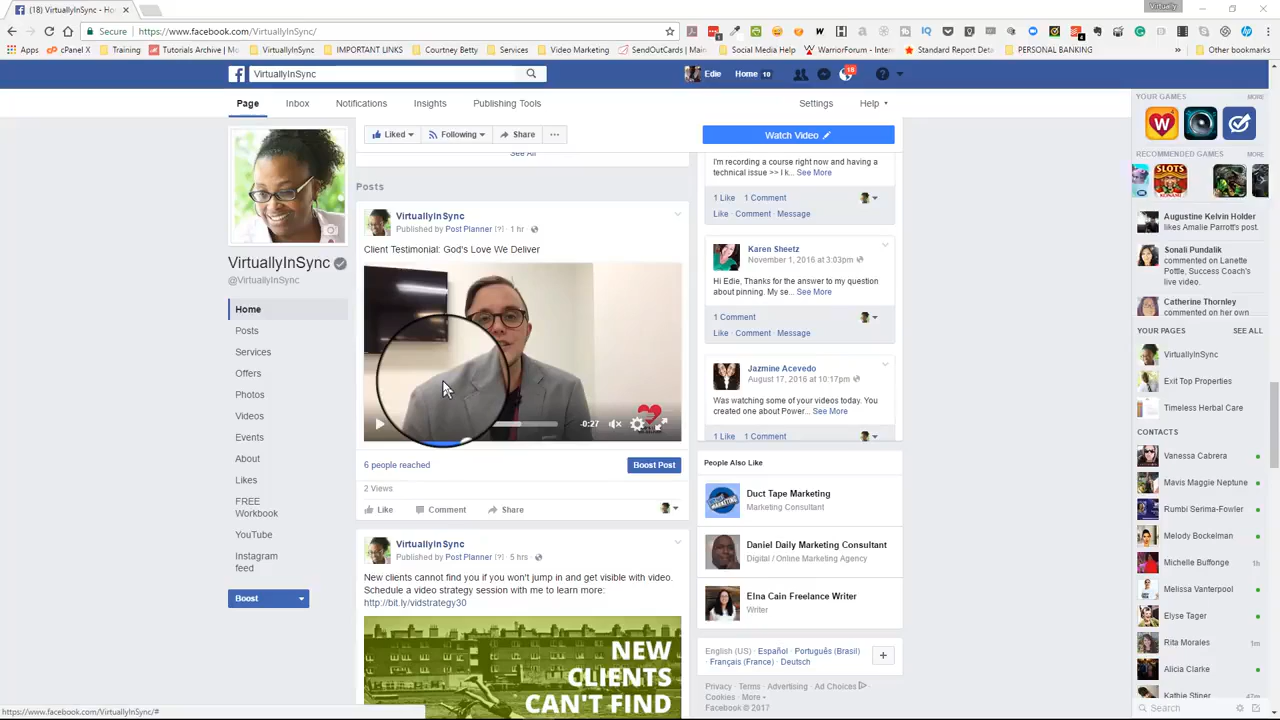 (18) VirtuallyInSync
Virtually
Secure https://www.facebook.com/VirtuallyInSync/
Apps cPanel X Training Tutorials Archives - Man VirtuallyInSync IMPORTANT LINKS Courtney Betty Services Video Marketing SendOutCards | Main Social Media Help WarriorForum - Intern Standard Report Deta PERSONAL BANKING » Other bookmarks
VirtuallyInSync
Edie Home 10 18
Page Inbox Notifications Insights Publishing Tools Settings Help
Liked Following Share ...
Watch Video
VirtuallyInSync
@VirtuallyInSync
Home
Posts
Services
Offers
Photos
Videos
Events
About
Likes
FREE
Workbook
YouTube
Instagram
feed
Boost
See All
Posts
VirtuallyInSync
Published by Post Planner [?] · 1 hr ·
Client Testimonial: God's Love We Deliver
-0:27
6 people reached
Boost Post
2 Views
Like Comment Share
VirtuallyInSync
Published by Post Planner [?] · 5 hrs ·
New clients cannot find you if you won't jump in and get visible with video.
Schedule a video strategy session with me to learn more:
http://bit.ly/vidstrategy30
NEW
CLIENTS
CAN'T FIND
I'm recording a course right now and having a
technical issue >> I k... See More
1 Like 1 Comment
Like · Comment · Message
Karen Sheetz
November 1, 2016 at 3:03pm ·
Hi Edie, Thanks for the answer to my question
about pinning. My se... See More
1 Comment
Like · Comment · Message
Jazmine Acevedo
August 17, 2016 at 10:17pm ·
Was watching some of your videos today. You
created one about Power... See More
1 Like 1 Comment
People Also Like
Duct Tape Marketing
Marketing Consultant
Daniel Daily Marketing Consultant
Digital / Online Marketing Agency
Elna Cain Freelance Writer
Writer
English (US) · Español · Português (Brasil)
· Français (France) · Deutsch
+
Privacy · Terms · Advertising · Ad Choices
Cookies · More
Facebook © 2017
YOUR GAMES MORE
RECOMMENDED GAMES MORE
SLOTS
Augustine Kelvin Holder
likes Amalie Parrott's post.
Sonali Pundalik
commented on Lanette
Pottle, Success Coach's
live video.
Catherine Thornley
commented on her own
YOUR PAGES SEE ALL
VirtuallyInSync
Exit Top Properties
Timeless Herbal Care
CONTACTS
Vanessa Cabrera
Mavis Maggie Neptune
Rumbi Serima-Fowler
Melody Bockelman
Michelle Buffonge 1h
Melissa Vanterpool
Elyse Tager
Rita Morales 1m
Alicia Clarke
Kathie Stiner 47m
Search
https://www.facebook.com/VirtuallyInSync/#